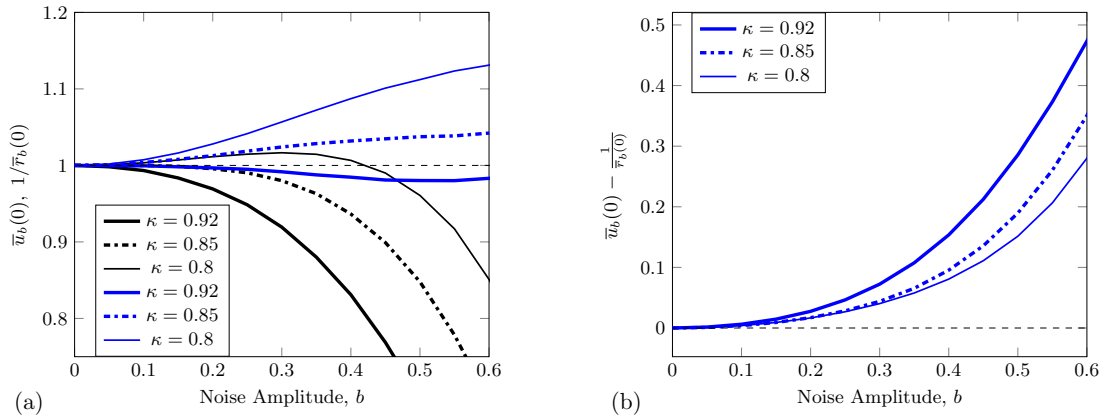 1.2
1.1
1
0.9
0.8
u̅_b(0), 1/r̅_b(0)
κ = 0.92
κ = 0.85
κ = 0.8
κ = 0.92
κ = 0.85
κ = 0.8
0 0.1 0.2 0.3 0.4 0.5 0.6
Noise Amplitude, b
(a)
0.5
0.4
0.3
0.2
0.1
0
u̅_b(0) − 1/r̅_b(0)
κ = 0.92
κ = 0.85
κ = 0.8
0 0.1 0.2 0.3 0.4 0.5 0.6
Noise Amplitude, b
(b)